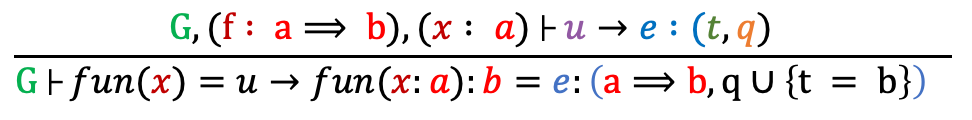 G, (f : a ⟹ b), (x : a) ⊢ u → e : (t, q)
G ⊢ fun(x) = u → fun(x: a): b = e: (a ⟹ b, q ∪ {t = b})